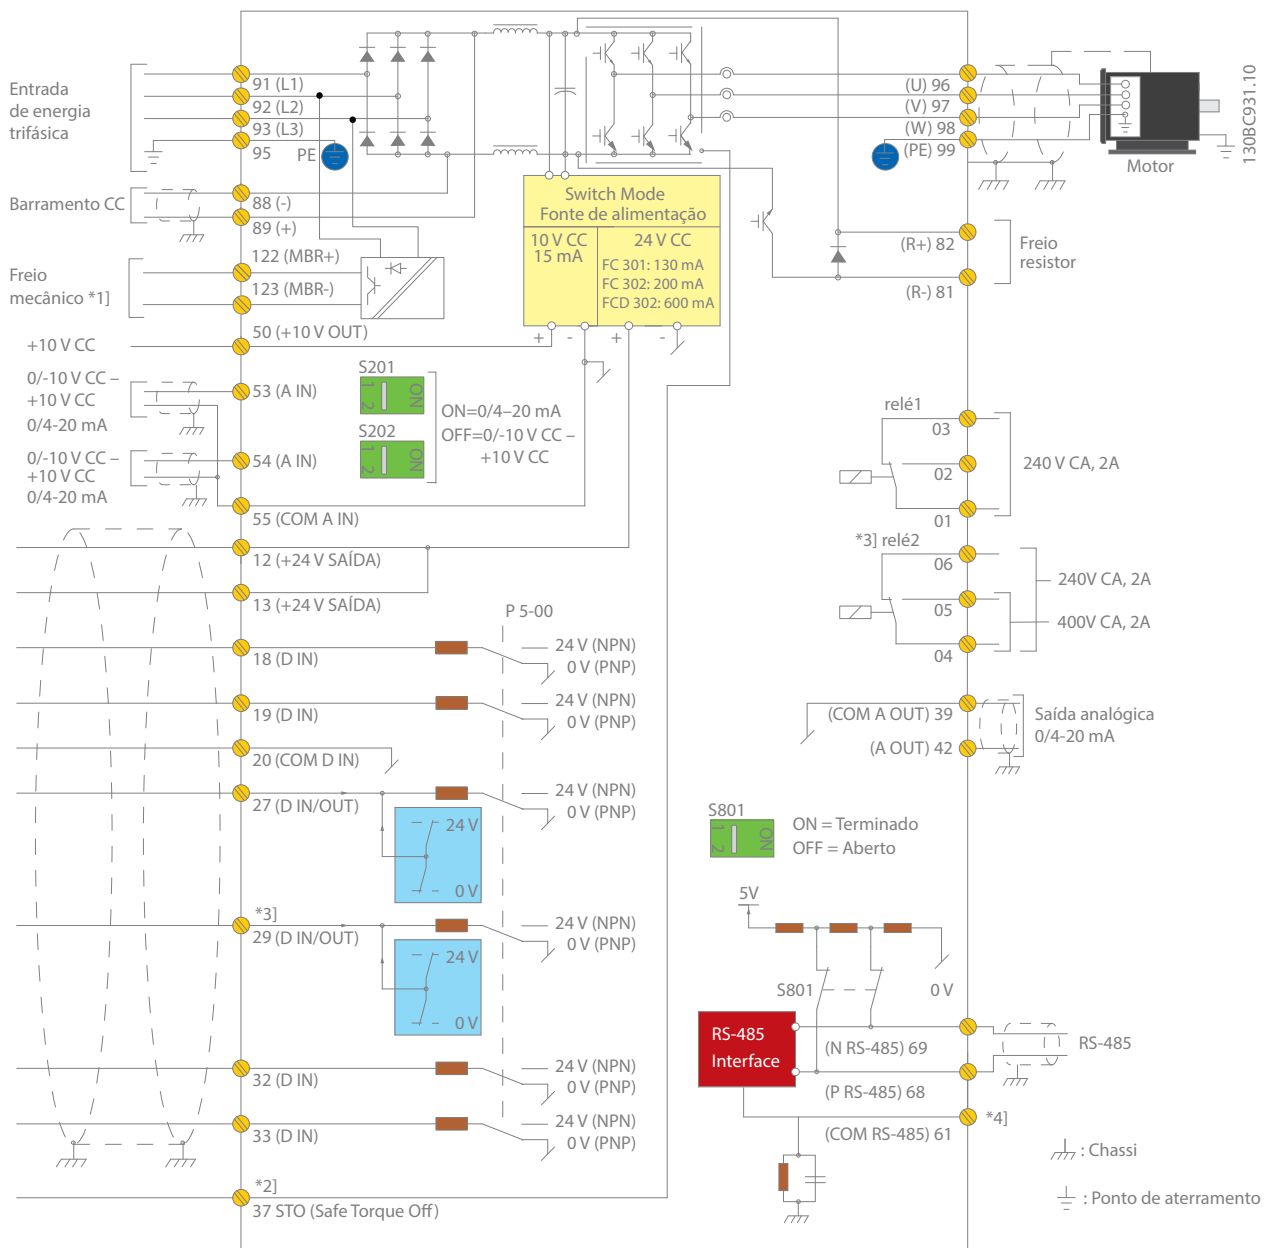 Entrada
de energia
trifásica
91 (L1)
92 (L2)
93 (L3)
95
PE
Barramento CC
88 (-)
89 (+)
122 (MBR+)
Freio
mecânico *1]
123 (MBR-)
50 (+10 V OUT)
+10 V CC
0/-10 V CC –
+10 V CC
0/4-20 mA
53 (A IN)
0/-10 V CC –
+10 V CC
0/4-20 mA
54 (A IN)
55 (COM A IN)
12 (+24 V SAÍDA)
13 (+24 V SAÍDA)
18 (D IN)
19 (D IN)
20 (COM D IN)
27 (D IN/OUT)
24 V
0 V
*3]
29 (D IN/OUT)
24 V
0 V
32 (D IN)
33 (D IN)
*2]
37 STO (Safe Torque Off)
Switch Mode
Fonte de alimentação
10 V CC
15 mA
24 V CC
FC 301: 130 mA
FC 302: 200 mA
FCD 302: 600 mA
+ - + -
S201
1 2
ON
S202
1 2
ON
ON=0/4–20 mA
OFF=0/-10 V CC –
+10 V CC
P 5-00
24 V (NPN)
0 V (PNP)
24 V (NPN)
0 V (PNP)
24 V (NPN)
0 V (PNP)
24 V (NPN)
0 V (PNP)
24 V (NPN)
0 V (PNP)
24 V (NPN)
0 V (PNP)
(U) 96
(V) 97
(W) 98
(PE) 99
Motor
130BC931.10
(R+) 82
(R-) 81
Freio
resistor
relé1
03
02
01
240 V CA, 2A
*3] relé2
06
05
04
240V CA, 2A
400V CA, 2A
(COM A OUT) 39
(A OUT) 42
Saída analógica
0/4-20 mA
S801
1 2
ON
ON = Terminado
OFF = Aberto
5V
S801
0 V
RS-485
Interface
(N RS-485) 69
(P RS-485) 68
(COM RS-485) 61
RS-485
*4]
: Chassi
: Ponto de aterramento